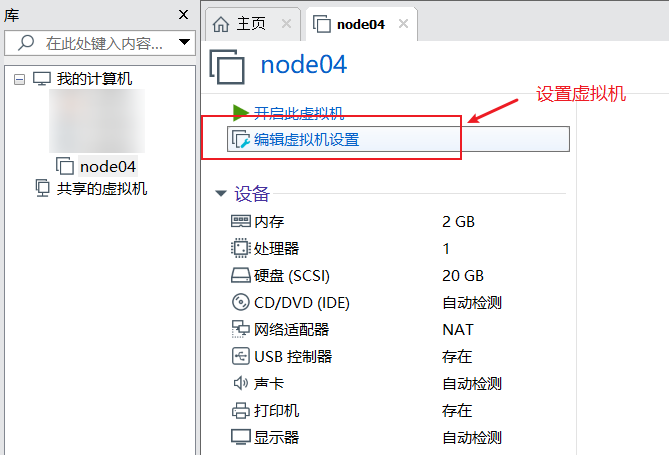 库
在此处键入内容...
我的计算机
node04
共享的虚拟机
主页
node04
node04
开启此虚拟机
编辑虚拟机设置
设置虚拟机
设备
内存 2 GB
处理器 1
硬盘 (SCSI) 20 GB
CD/DVD (IDE) 自动检测
网络适配器 NAT
USB 控制器 存在
声卡 自动检测
打印机 存在
显示器 自动检测